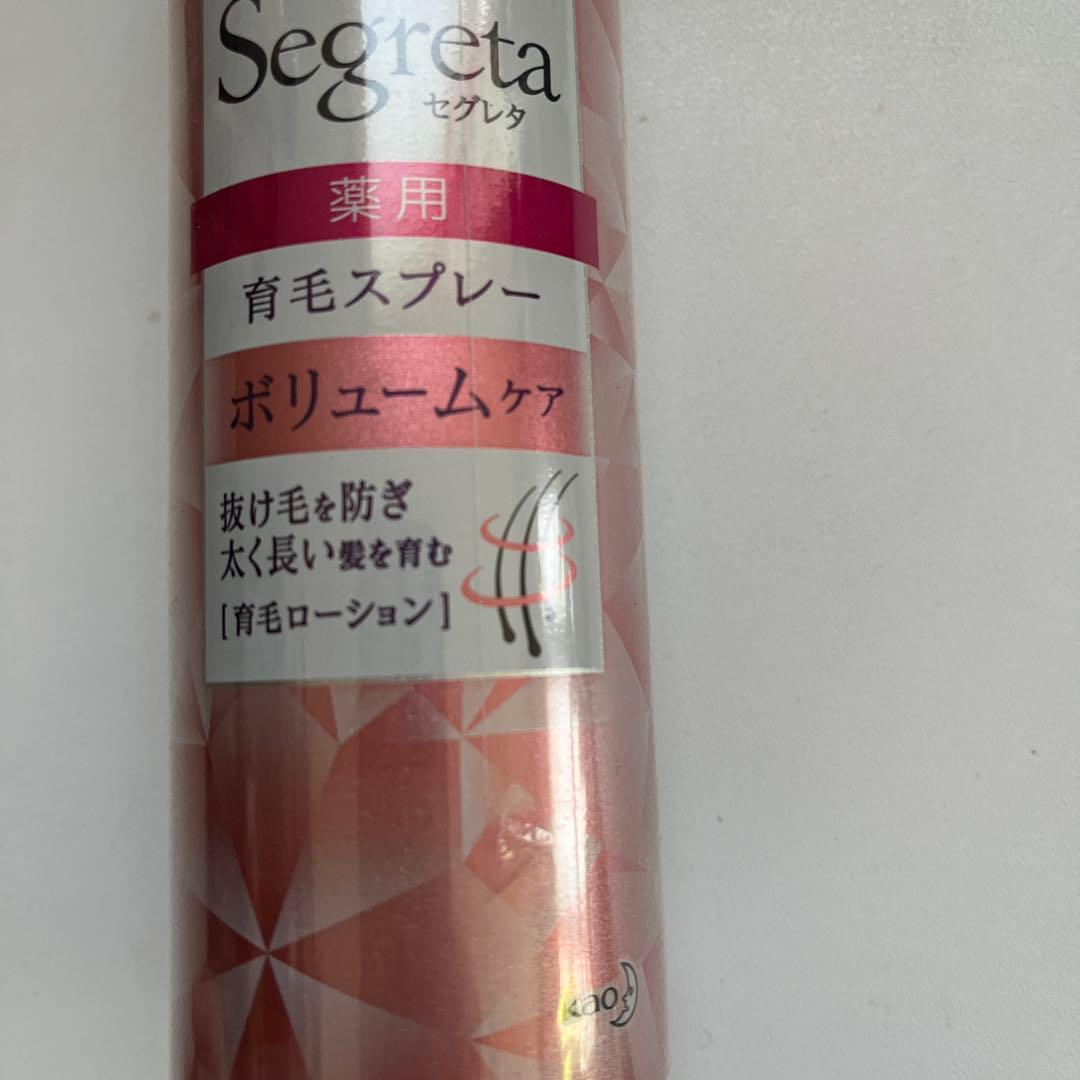 Segreta
セグレタ
薬用
育毛スプレー
ボリュームケア
抜け毛を防ぎ
太く長い髪を育む
[育毛ローション]
Kao